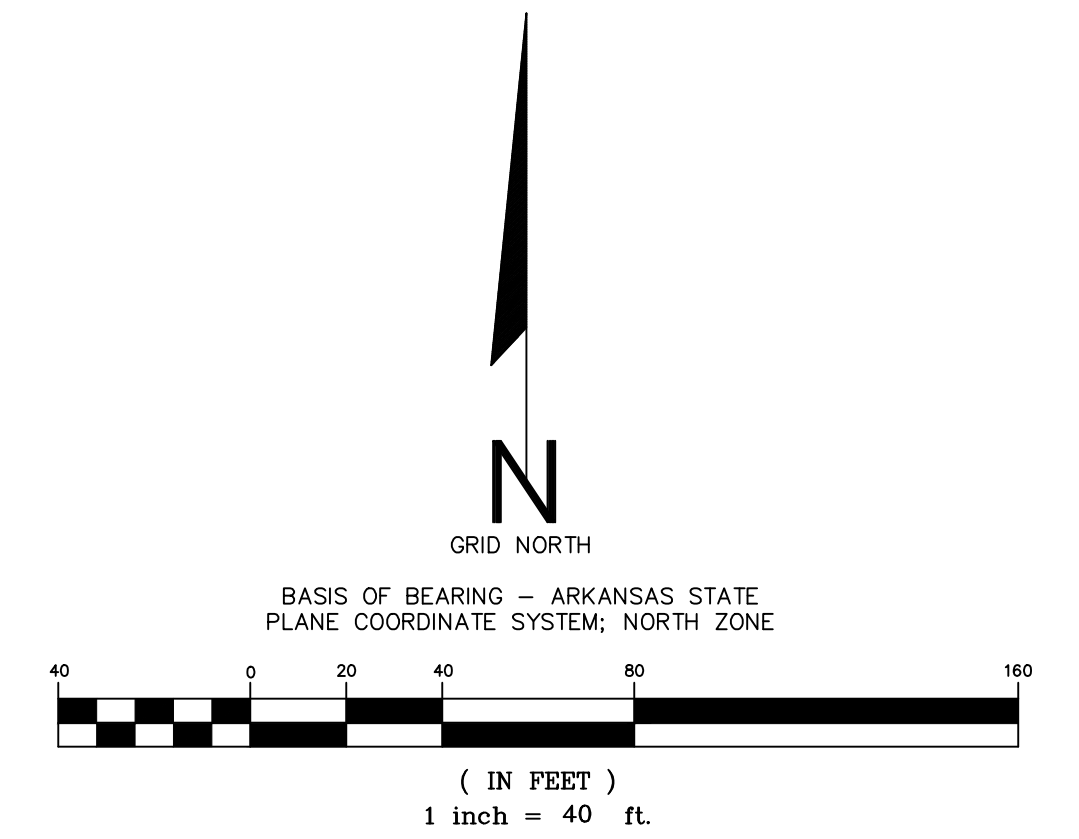 N
GRID NORTH
BASIS OF BEARING – ARKANSAS STATE
PLANE COORDINATE SYSTEM; NORTH ZONE
40 0 20 40 80 160
( IN FEET )
1 inch = 40 ft.